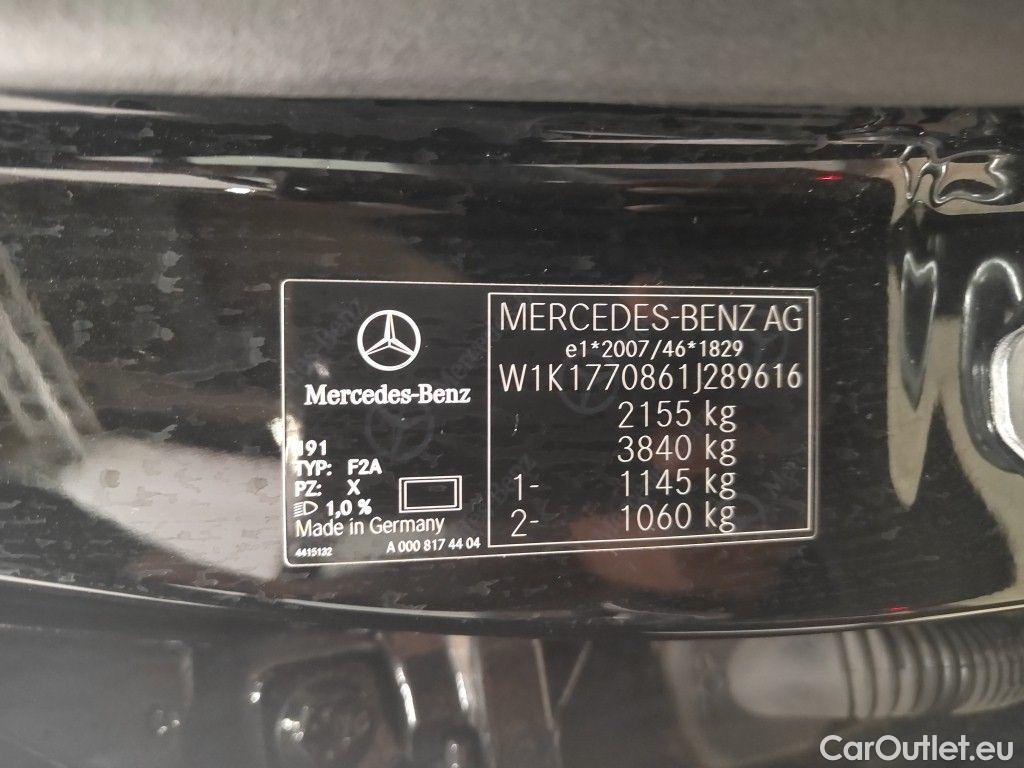 Mercedes-Benz
191
TYP: F2A
PZ: X
1,0 %
Made in Germany
4415132
A 000 817 44 04
MERCEDES-BENZ AG
e1*2007/46*1829
W1K1770861J289616
2155 kg
3840 kg
1- 1145 kg
2- 1060 kg
CarOutlet.eu